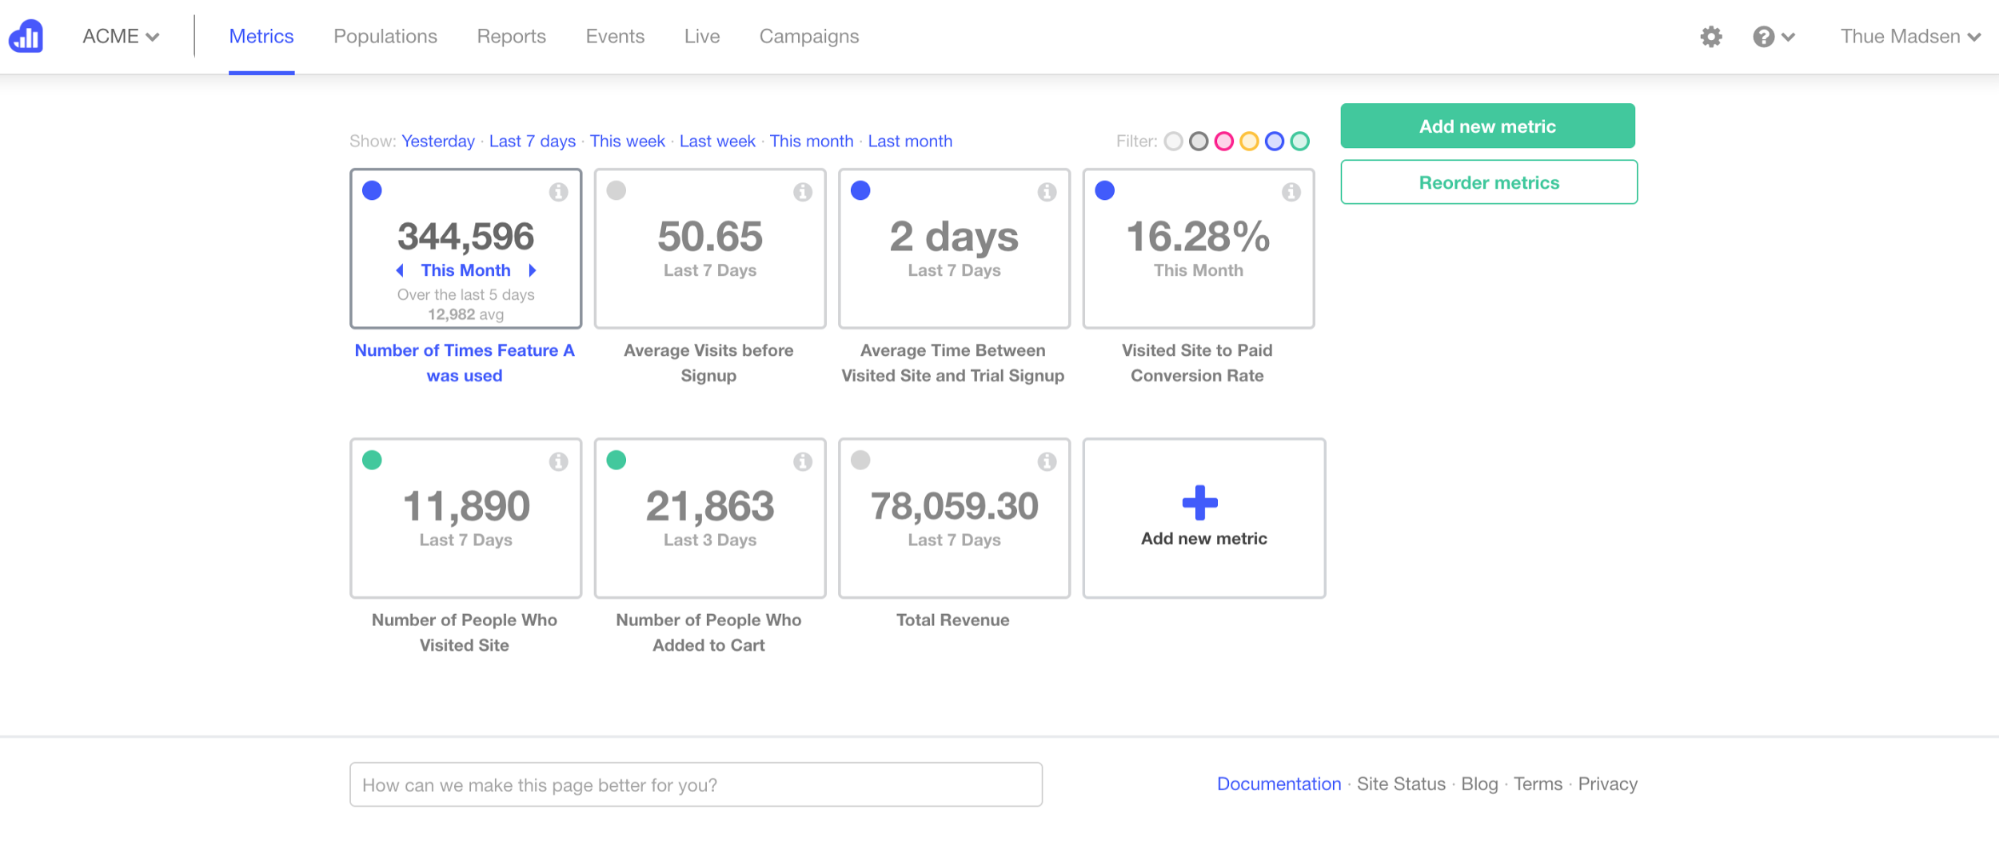 ACME
Metrics Populations Reports Events Live Campaigns
Thue Madsen
Show: Yesterday · Last 7 days · This week · Last week · This month · Last month
Filter:
Add new metric
Reorder metrics
344,596
This Month
Over the last 5 days
12,982 avg
Number of Times Feature A
was used
50.65
Last 7 Days
Average Visits before
Signup
2 days
Last 7 Days
Average Time Between
Visited Site and Trial Signup
16.28%
This Month
Visited Site to Paid
Conversion Rate
11,890
Last 7 Days
Number of People Who
Visited Site
21,863
Last 3 Days
Number of People Who
Added to Cart
78,059.30
Last 7 Days
Total Revenue
Add new metric
How can we make this page better for you?
Documentation · Site Status · Blog · Terms · Privacy